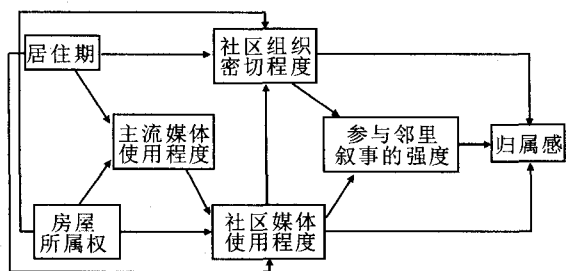 居住期
社区组织
密切程度
主流媒体
使用程度
参与邻里
叙事的强度
归属感
房屋
所属权
社区媒体
使用程度